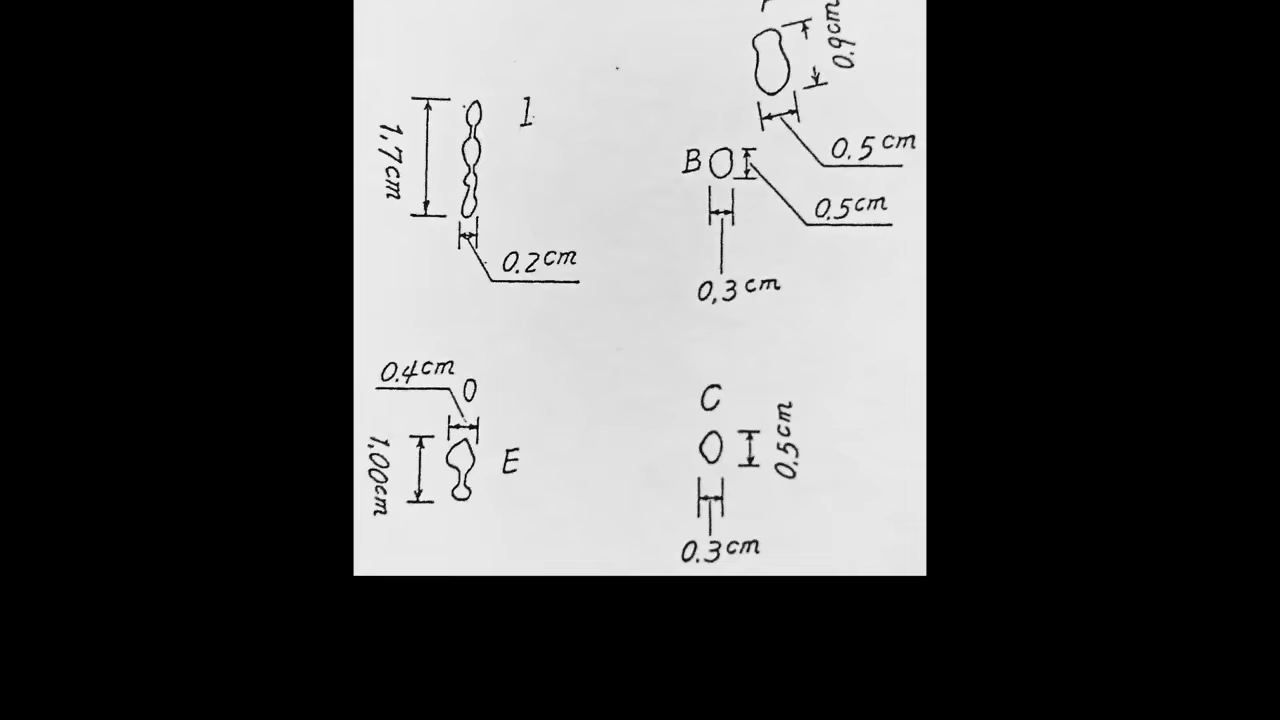 0.9cm
1
1.7cm
0.5cm
B
0.5cm
0.2cm
0,3cm
0.4cm
C
1.00cm
E
0.5cm
0.3cm